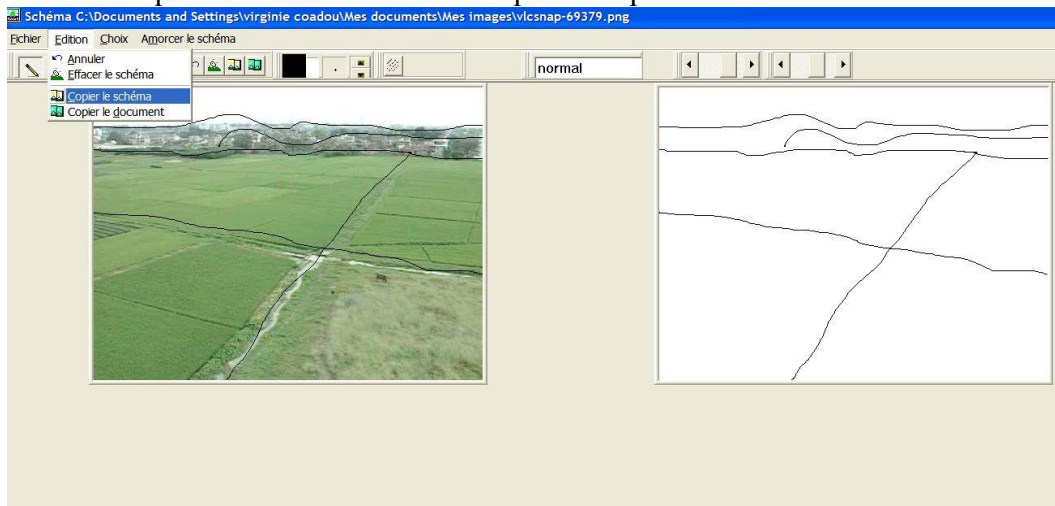 Schéma C:\Documents and Settings\virginie coadou\Mes documents\Mes images\vlcsnap-69379.png
Fichier Edition Choix Amorcer le schéma
Annuler
Effacer le schéma
normal
Copier le schéma
Copier le document